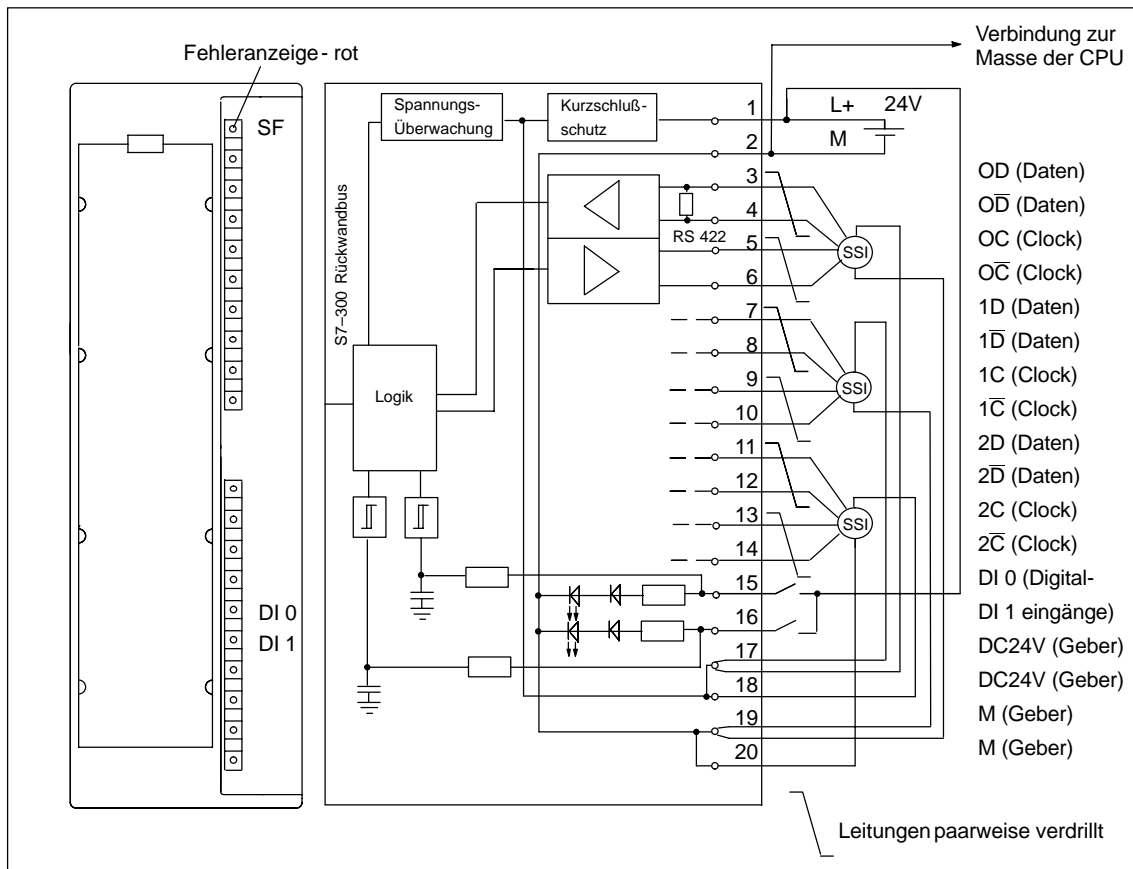 Fehleranzeige - rot
SF
DI 0
DI 1
S7–300 Rückwandbus
Spannungs-
Überwachung
Kurzschluß-
schutz
Logik
RS 422
1
2
3
4
5
6
7
8
9
10
11
12
13
14
15
16
17
18
19
20
L+ 24V
M
SSI
SSI
SSI
Verbindung zur
Masse der CPU
OD (Daten)
OD̅ (Daten)
OC (Clock)
OC̅ (Clock)
1D (Daten)
1D̅ (Daten)
1C (Clock)
1C̅ (Clock)
2D (Daten)
2D̅ (Daten)
2C (Clock)
2C̅ (Clock)
DI 0 (Digital-
DI 1 eingänge)
DC24V (Geber)
DC24V (Geber)
M (Geber)
M (Geber)
Leitungen paarweise verdrillt